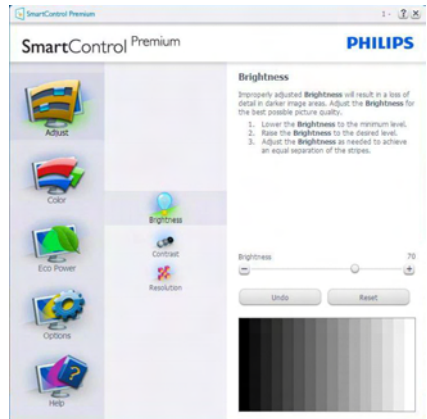 SmartControl Premium
SmartControl Premium
PHILIPS
Adjust
Color
Eco Power
Options
Help
Brightness
Contrast
Resolution
Brightness
Improperly adjusted Brightness will result in a loss of
detail in darker image areas. Adjust the Brightness for
the best possible picture quality.
1. Lower the Brightness to the minimum level.
2. Raise the Brightness to the desired level.
3. Adjust the Brightness as needed to achieve
an equal separation of the stripes.
Brightness 70
Undo Reset